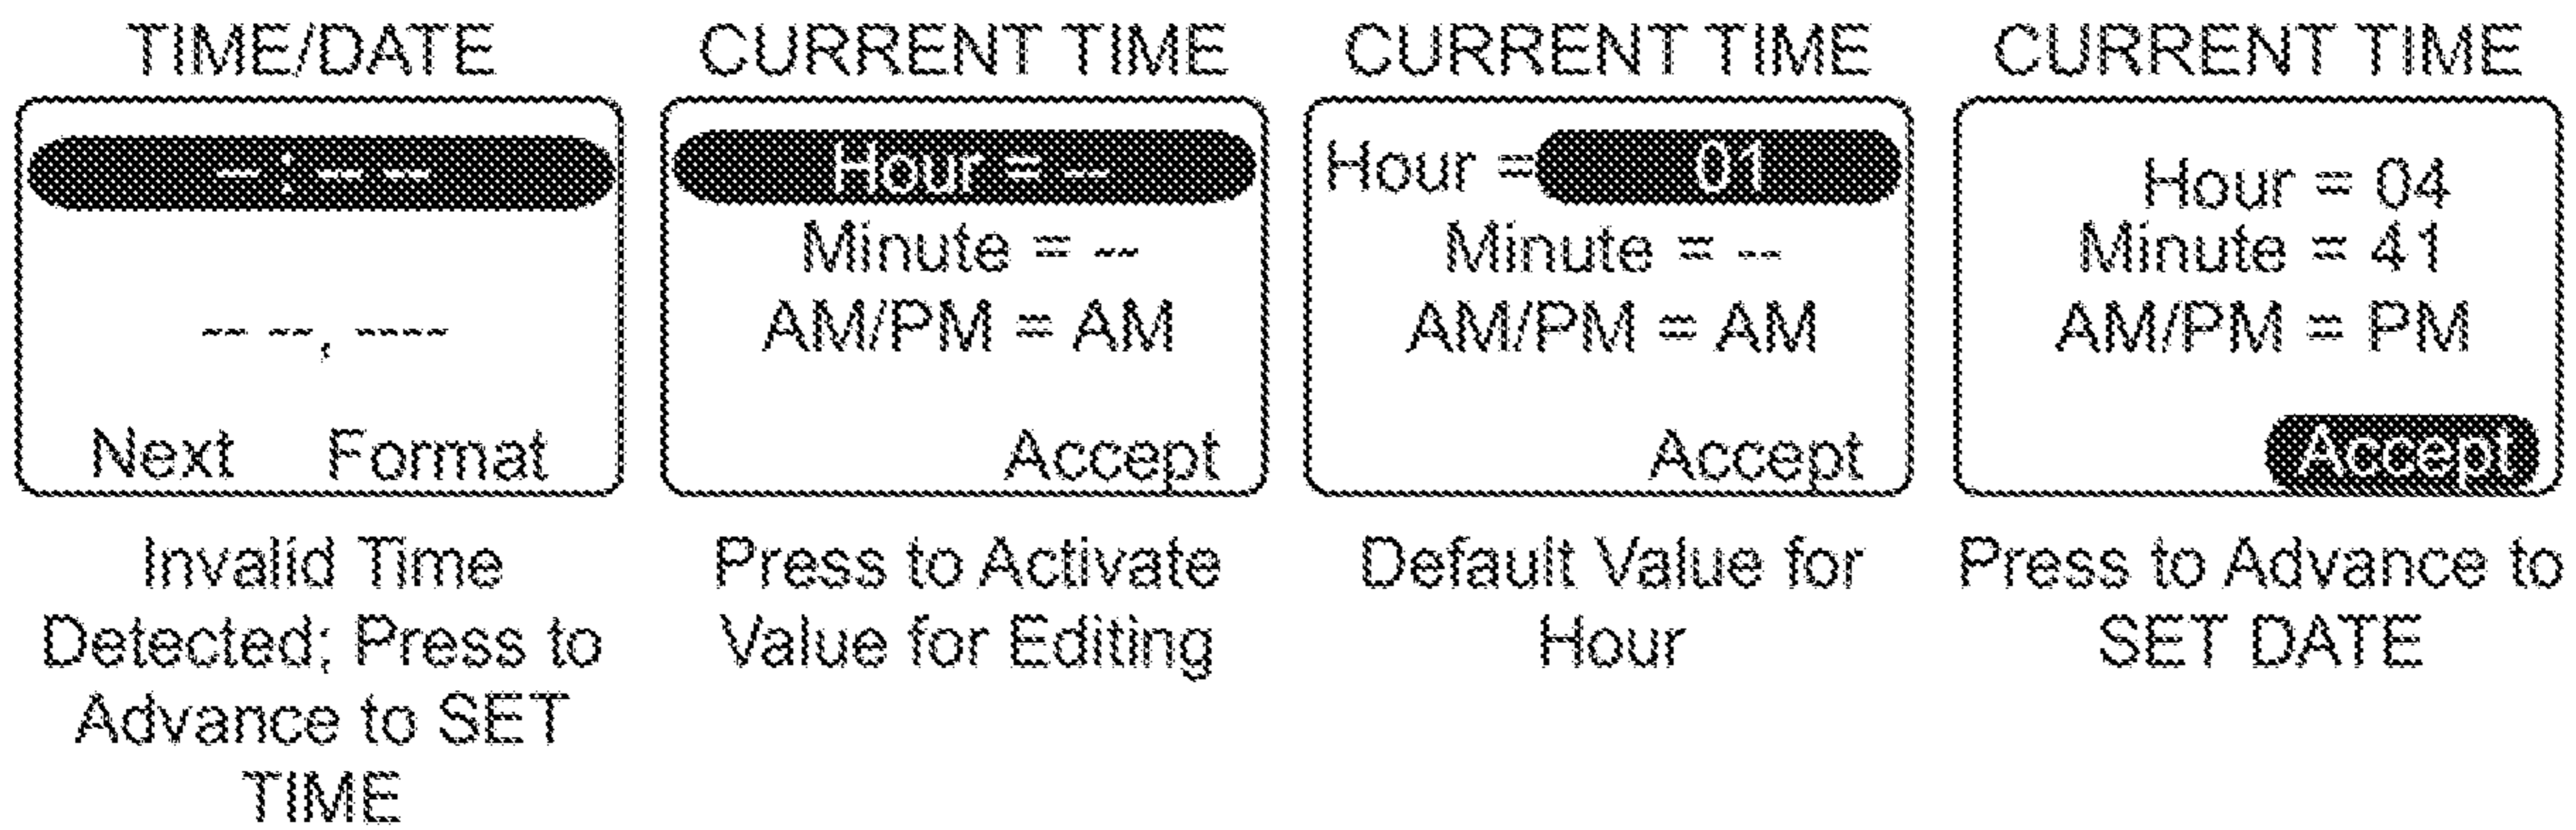 TIME/DATE
-- : -- --
-- --, ----
Next Format
Invalid Time
Detected; Press to
Advance to SET
TIME
CURRENT TIME
Hour = --
Minute = --
AM/PM = AM
Accept
Press to Activate
Value for Editing
CURRENT TIME
Hour = 01
Minute = --
AM/PM = AM
Accept
Default Value for
Hour
CURRENT TIME
Hour = 04
Minute = 41
AM/PM = PM
Accept
Press to Advance to
SET DATE